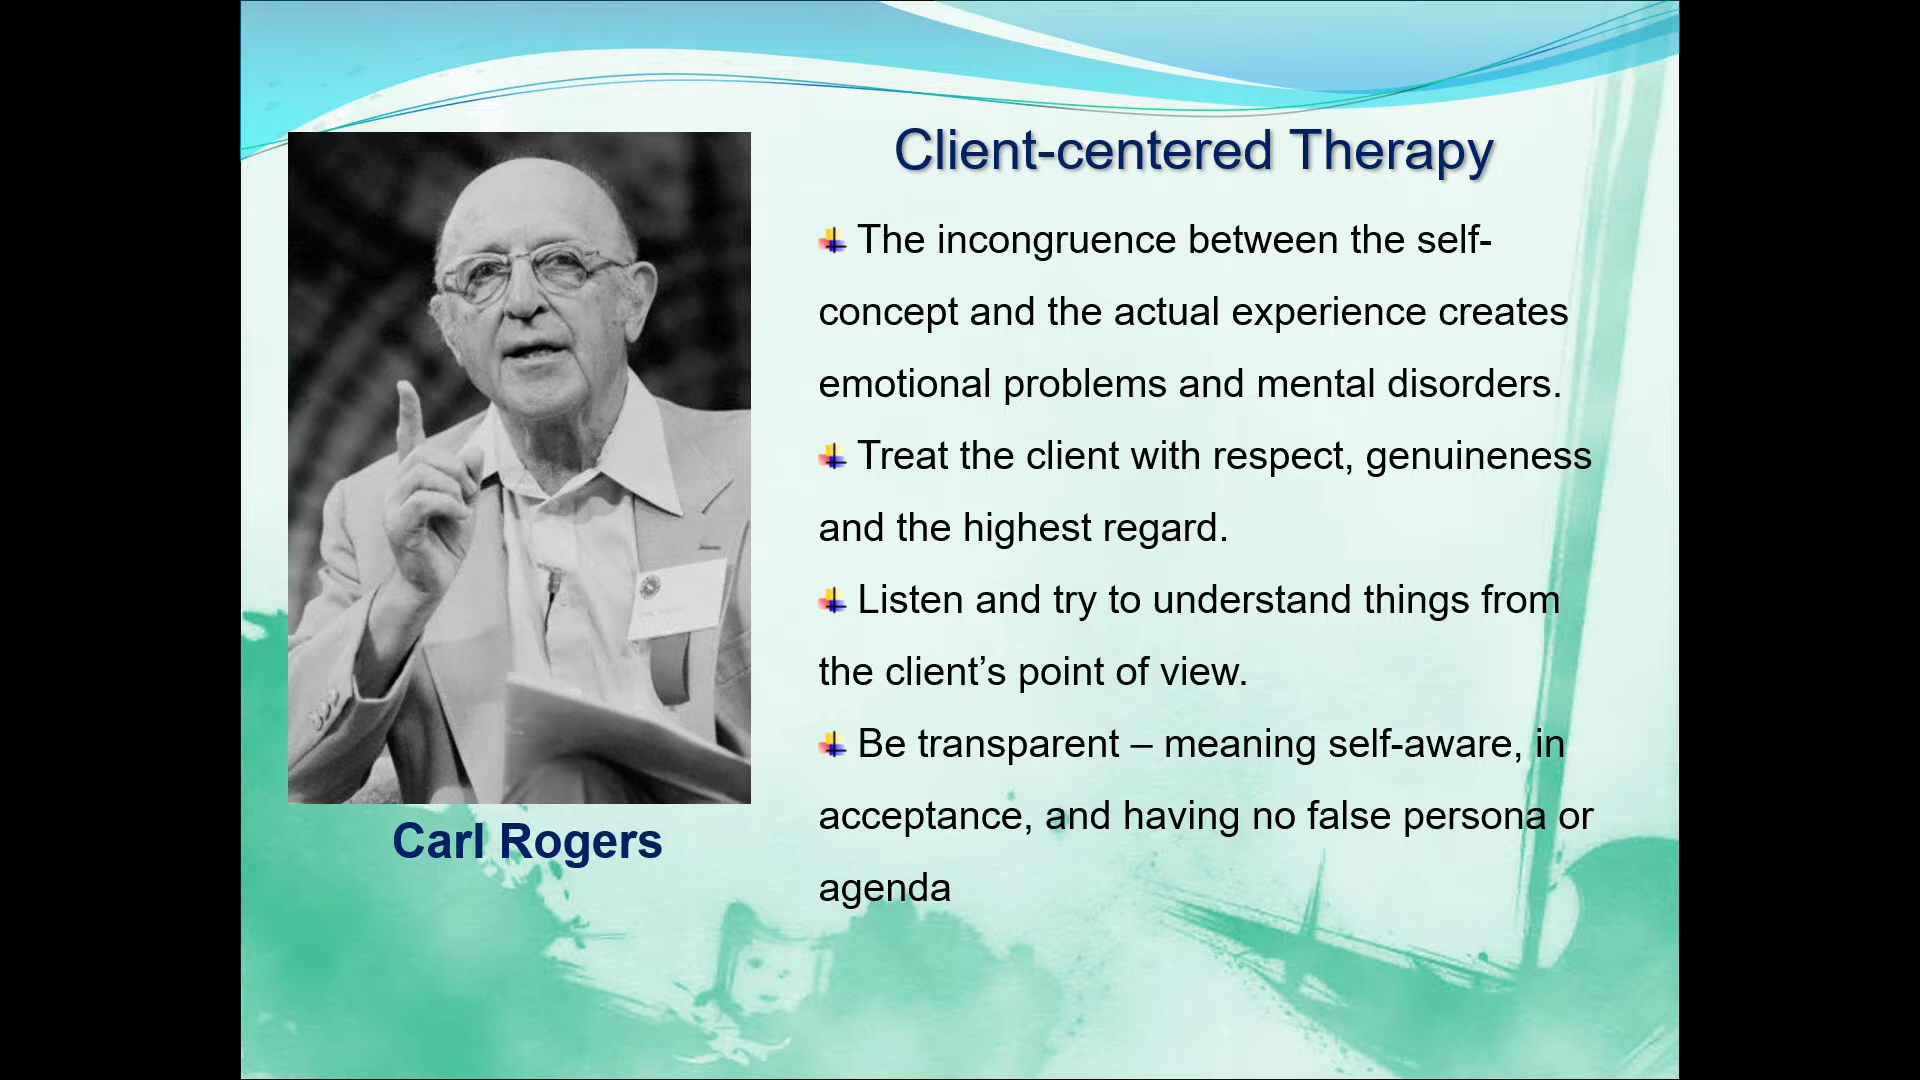 Client-centered Therapy
The incongruence between the self-
concept and the actual experience creates
emotional problems and mental disorders.
Treat the client with respect, genuineness
and the highest regard.
Listen and try to understand things from
the client’s point of view.
Be transparent – meaning self-aware, in
acceptance, and having no false persona or
agenda
Carl Rogers